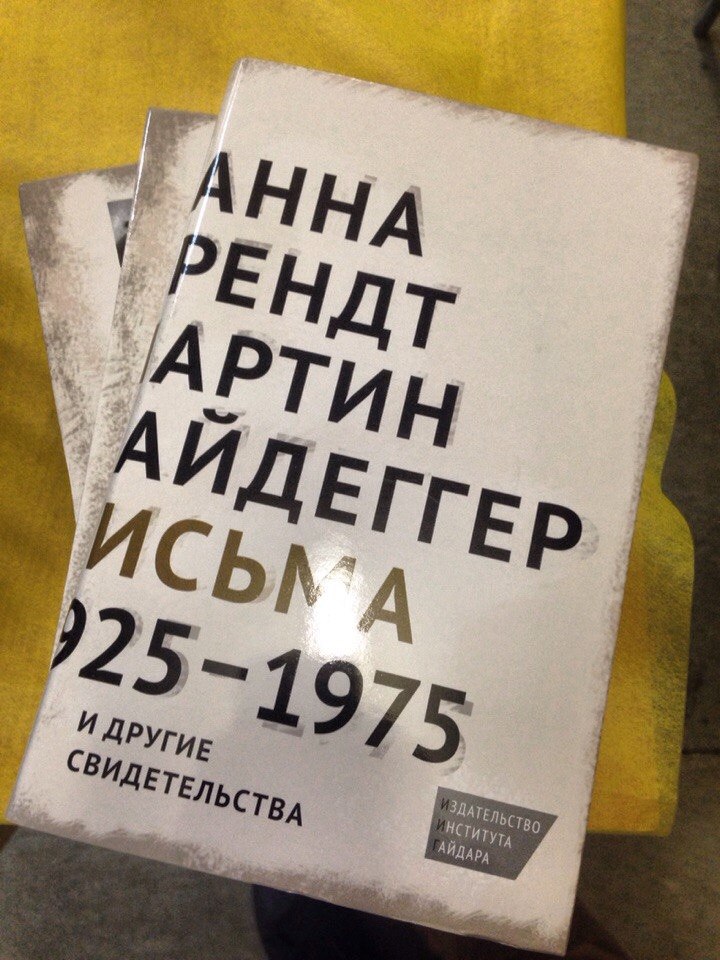 АННА
РЕНДТ
АРТИН
АЙДЕГГЕР
ИСЬМА
925–1975
И ДРУГИЕ
СВИДЕТЕЛЬСТВА
ИЗДАТЕЛЬСТВО
ИНСТИТУТА
ГАЙДАРА